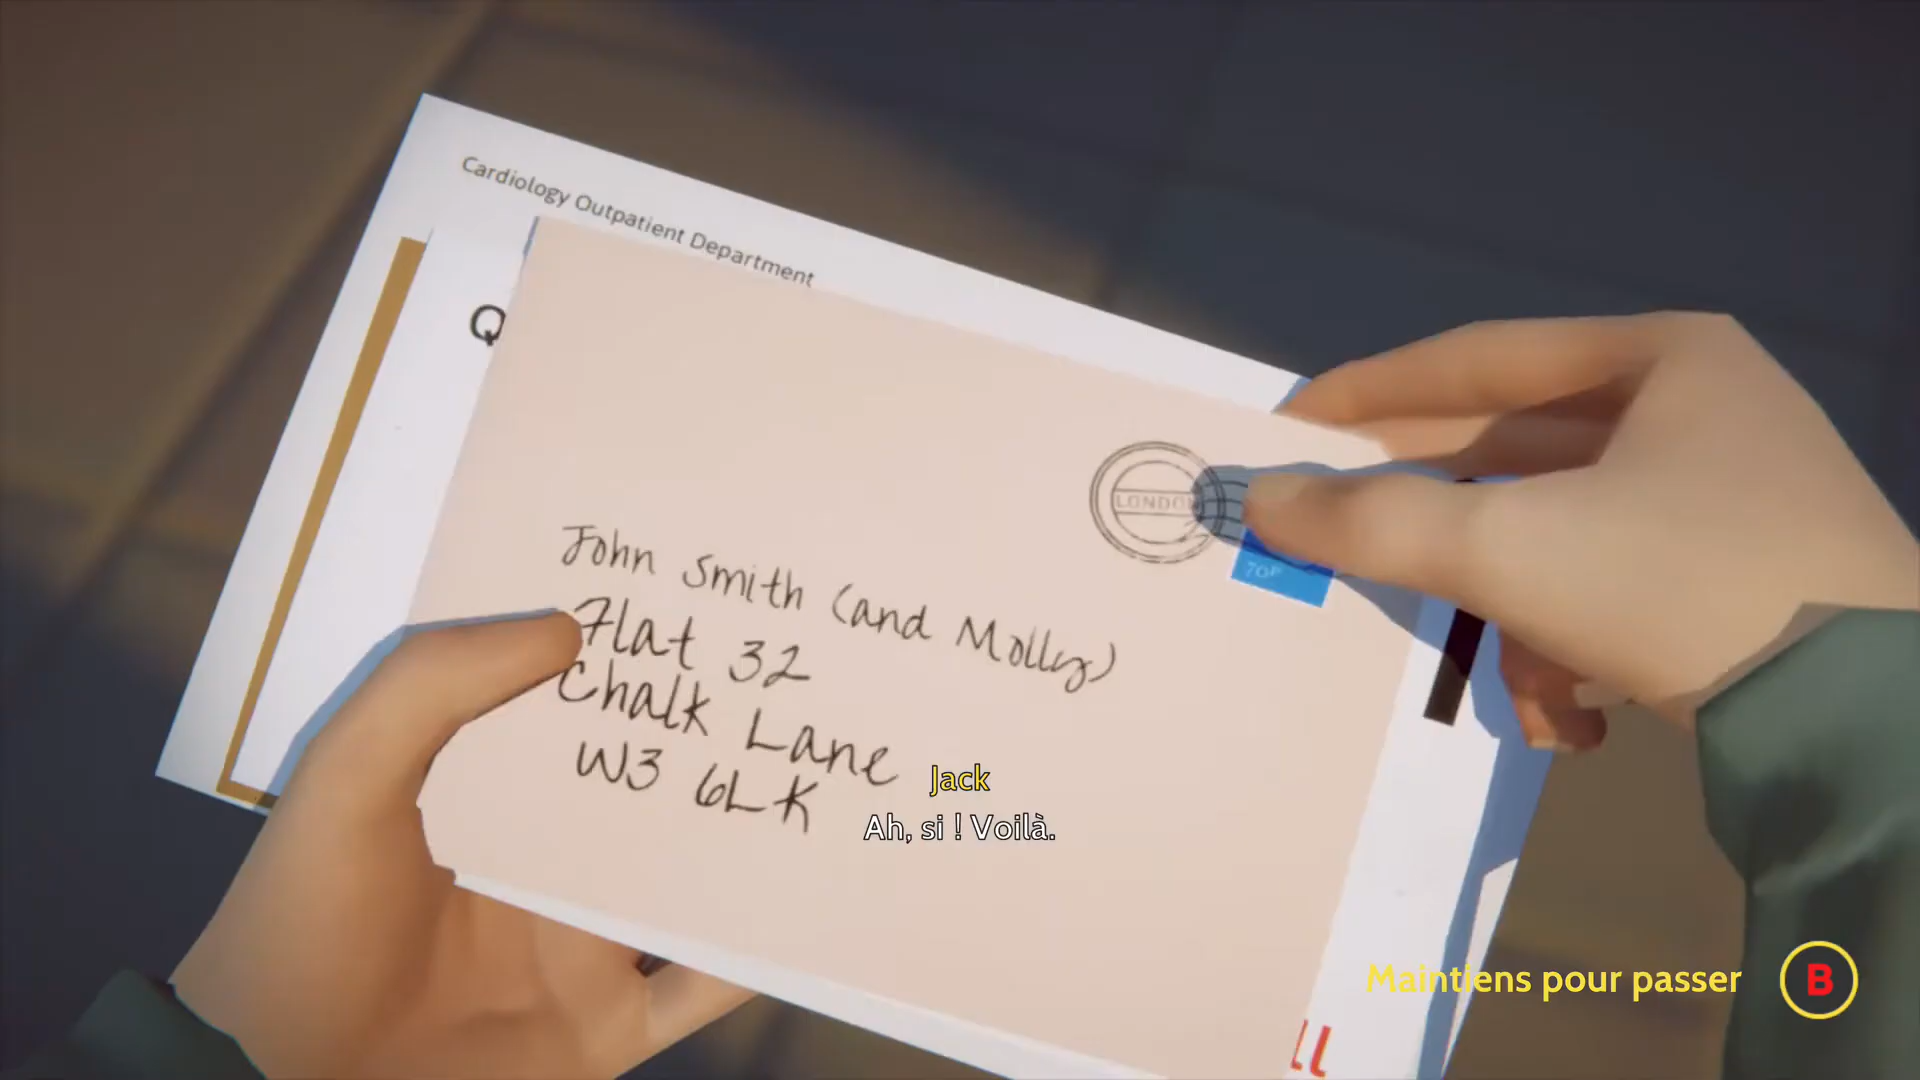 Cardiology Outpatient Department
Q
LONDON
70P
John Smith (and Molly)
Flat 32
Chalk Lane
W3 6LK
Jack
Ah, si ! Voilà.
Maintiens pour passer B